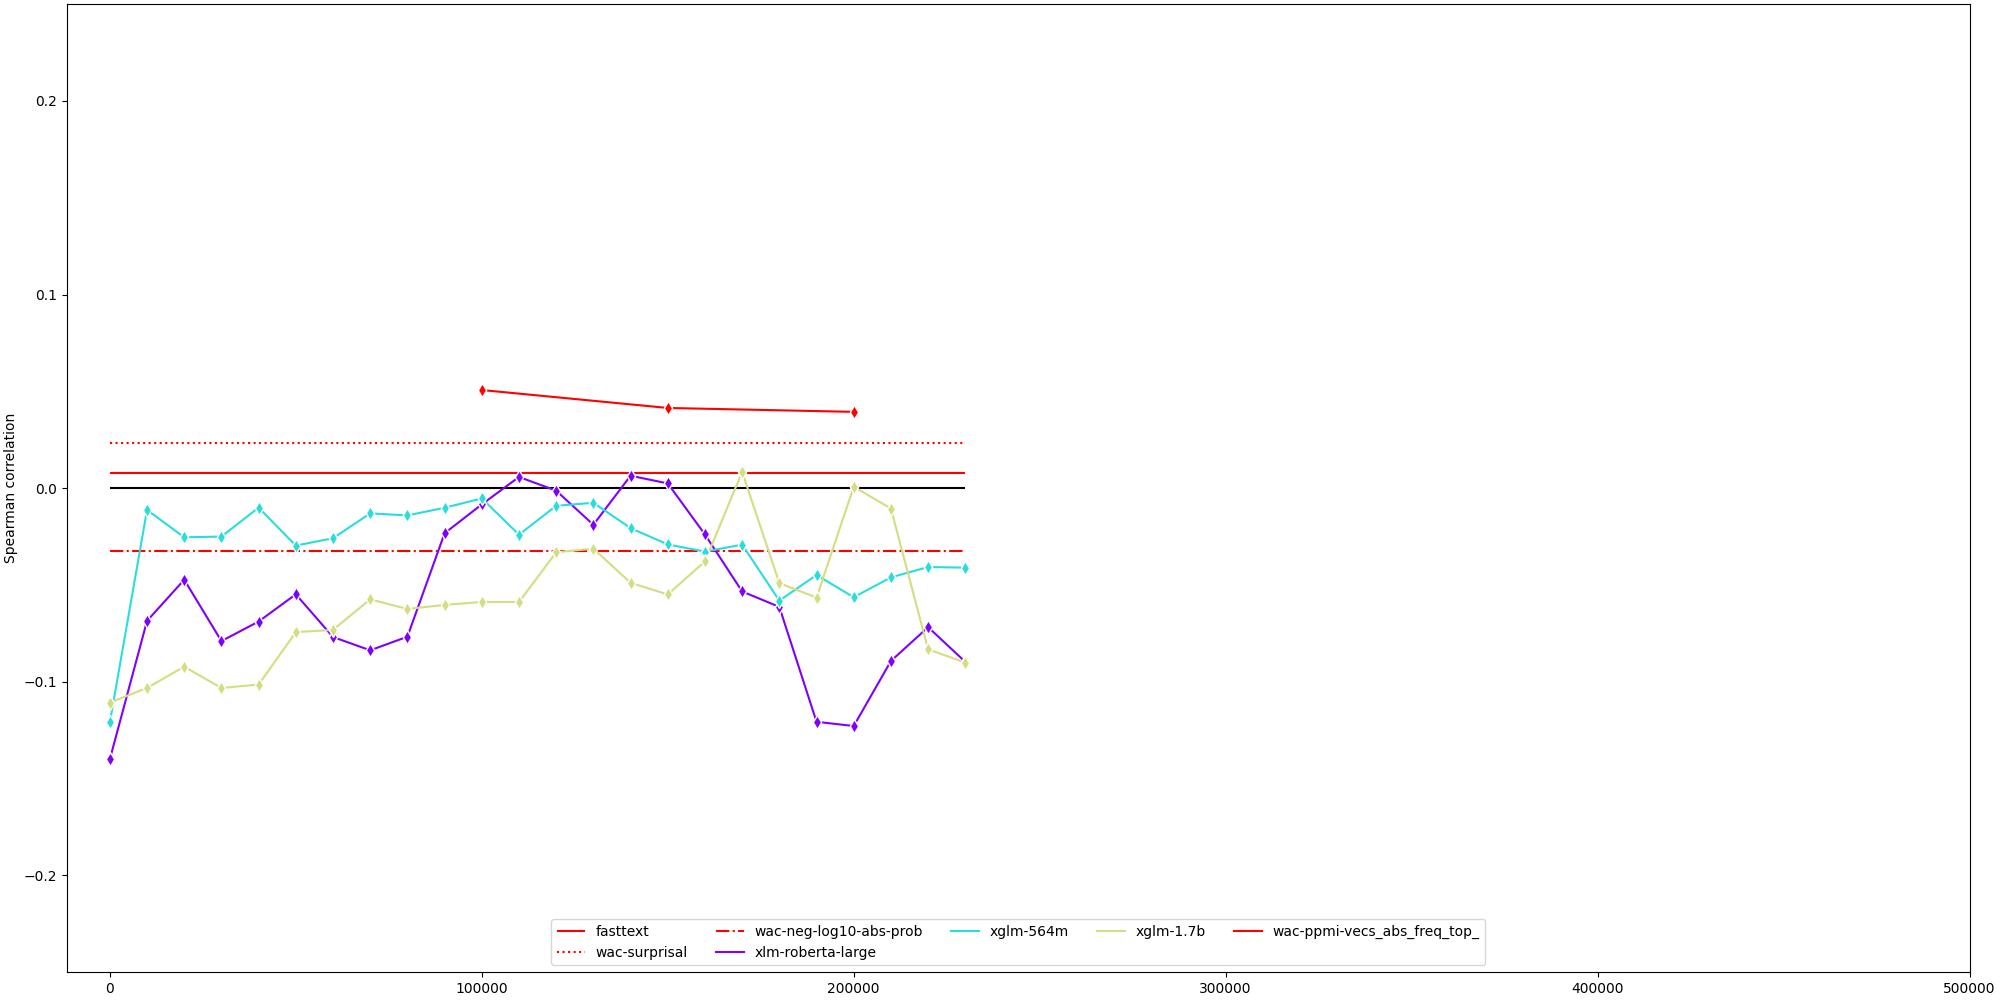 0.2
0.1
0.0
−0.1
−0.2
Spearman correlation
fasttext
wac-surprisal
wac-neg-log10-abs-prob
xlm-roberta-large
xglm-564m
xglm-1.7b
wac-ppmi-vecs_abs_freq_top_
0
100000
200000
300000
400000
500000